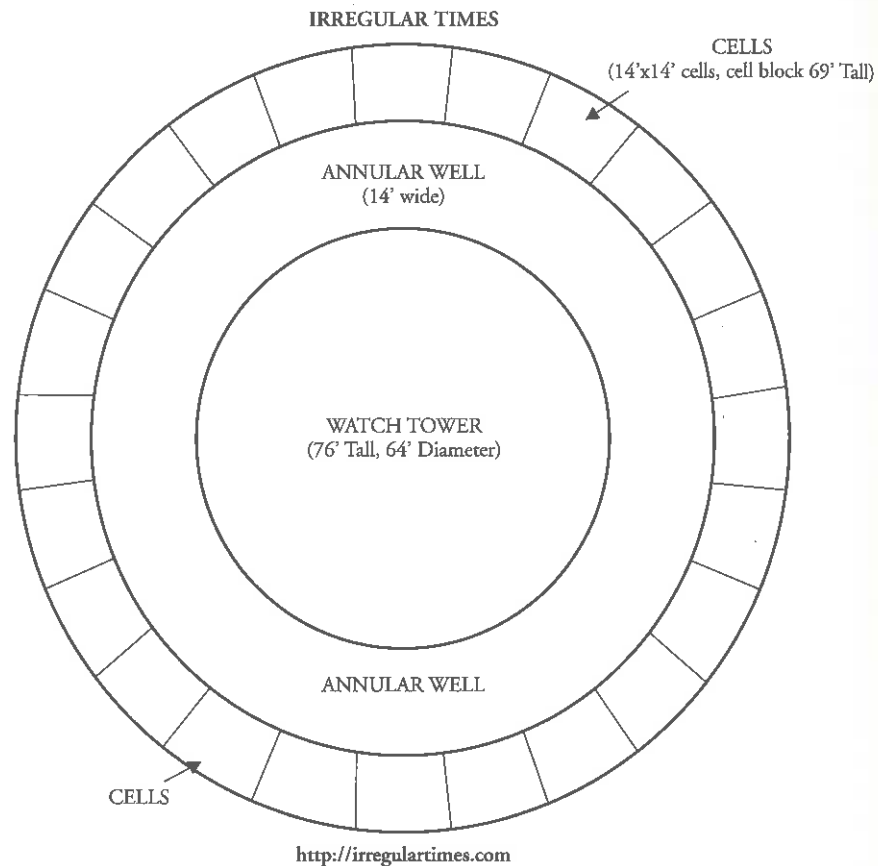 IRREGULAR TIMES
CELLS
(14’x14’ cells, cell block 69’ Tall)
ANNULAR WELL
(14’ wide)
WATCH TOWER
(76’ Tall, 64’ Diameter)
ANNULAR WELL
CELLS
http://irregulartimes.com